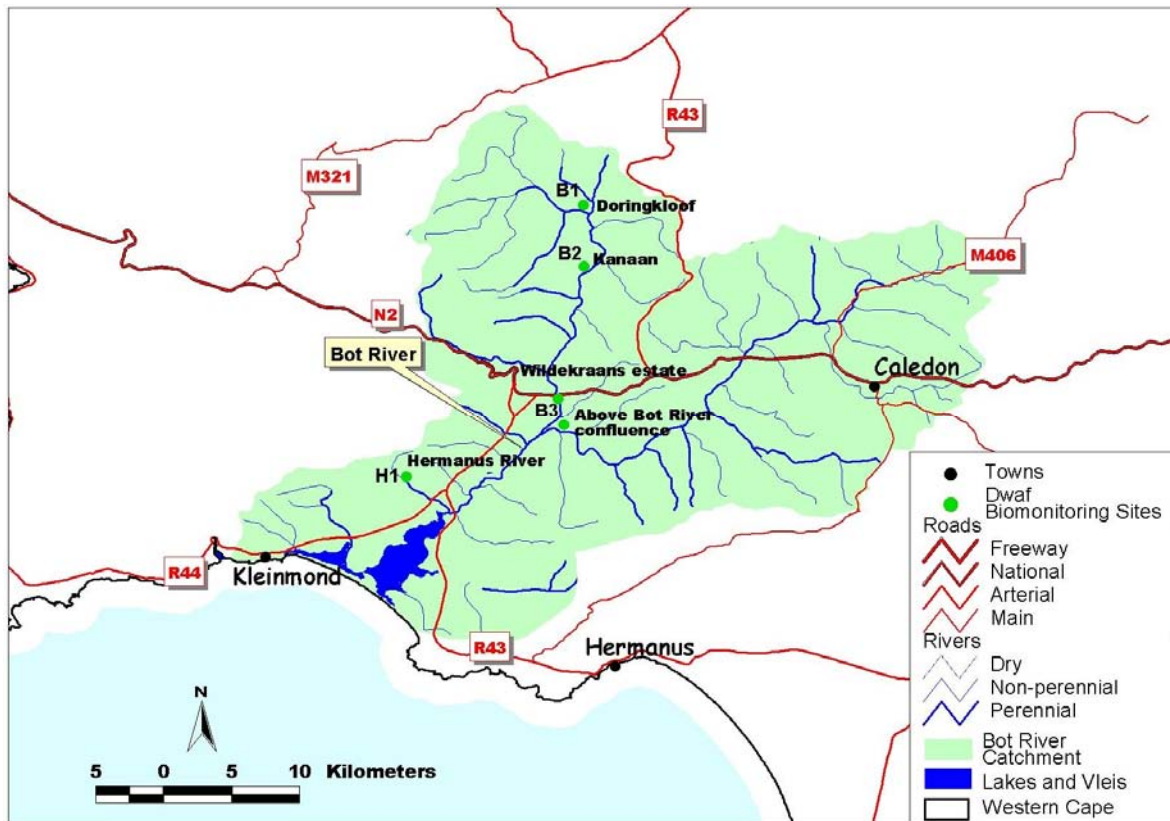 R43
M321
B1
Doringkloof
B2
Kanaan
M406
N2
Bot River
Wildekraans estate
Caledon
B3
Above Bot River
confluence
Hermanus River
H1
R44
Kleinmond
R43
Hermanus
N
5 0 5 10 Kilometers
Towns
Dwaf
Biomonitoring Sites
Roads
Freeway
National
Arterial
Main
Rivers
Dry
Non-perennial
Perennial
Bot River
Catchment
Lakes and Vleis
Western Cape